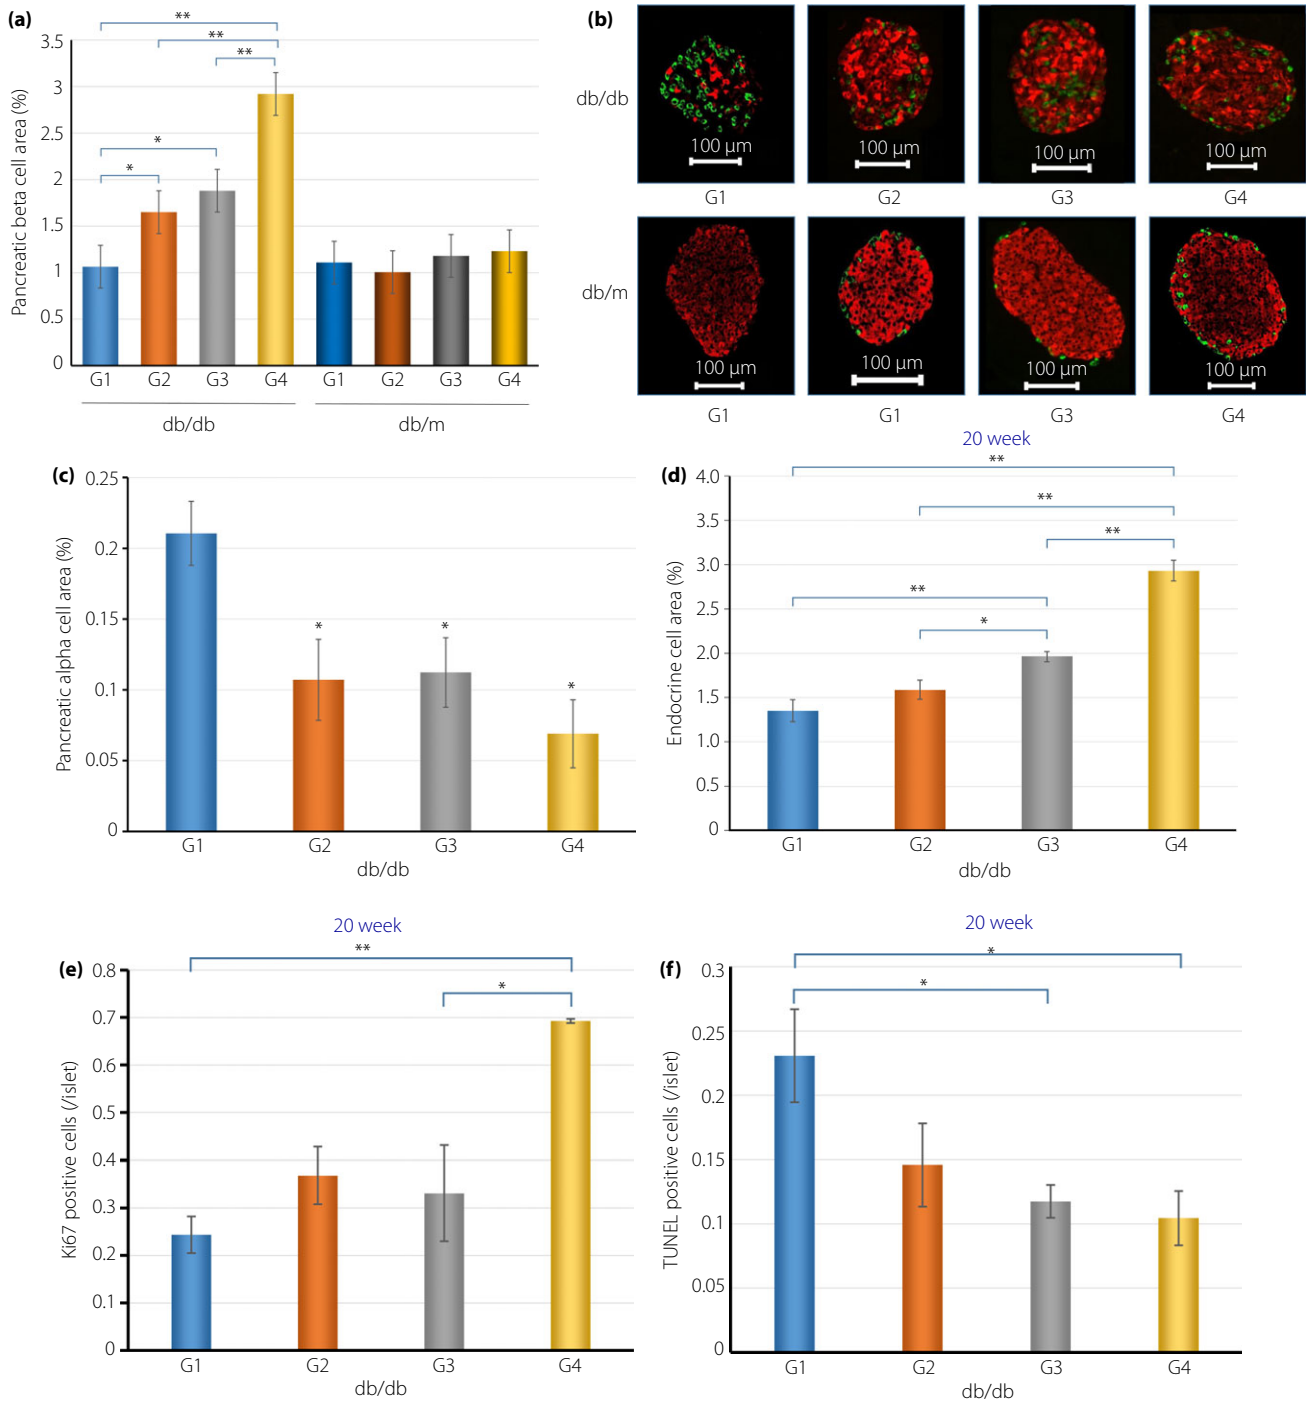 (a)
**
**
**
*
*
Pancreatic beta cell area (%)
3.5
3
2.5
2
1.5
1
0.5
0
G1 G2 G3 G4 G1 G2 G3 G4
db/db db/m
(b)
db/db
100 µm 100 µm 100 µm 100 µm
G1 G2 G3 G4
db/m
100 µm 100 µm 100 µm 100 µm
G1 G1 G3 G4
(c)
Pancreatic alpha cell area (%)
0.25
0.2
0.15
0.1
0.05
0
* * *
G1 G2 G3 G4
db/db
20 week
(d)
**
**
**
**
*
Endocrine cell area (%)
4.0
3.5
3.0
2.5
2.0
1.5
1.0
0.5
0
G1 G2 G3 G4
db/db
20 week
(e)
**
*
Ki67 positive cells (/islet)
0.8
0.7
0.6
0.5
0.4
0.3
0.2
0.1
0
G1 G2 G3 G4
db/db
20 week
(f)
*
*
TUNEL positive cells (/islet)
0.3
0.25
0.2
0.15
0.1
0.05
0
G1 G2 G3 G4
db/db